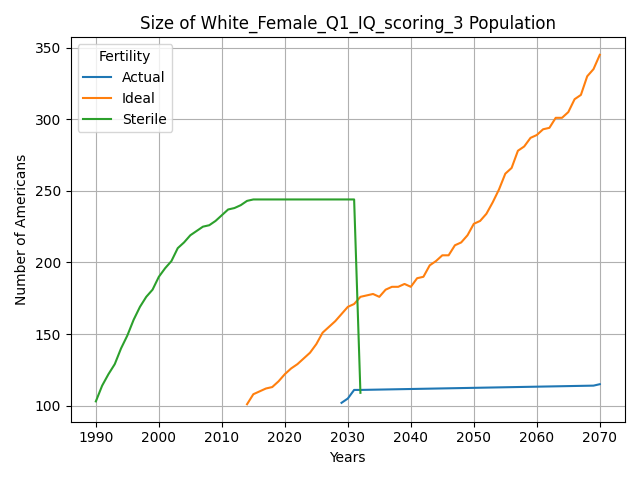 Size of White_Female_Q1_IQ_scoring_3 Population
350
300
250
200
150
100
Number of Americans
Fertility
Actual
Ideal
Sterile
1990 2000 2010 2020 2030 2040 2050 2060 2070
Years